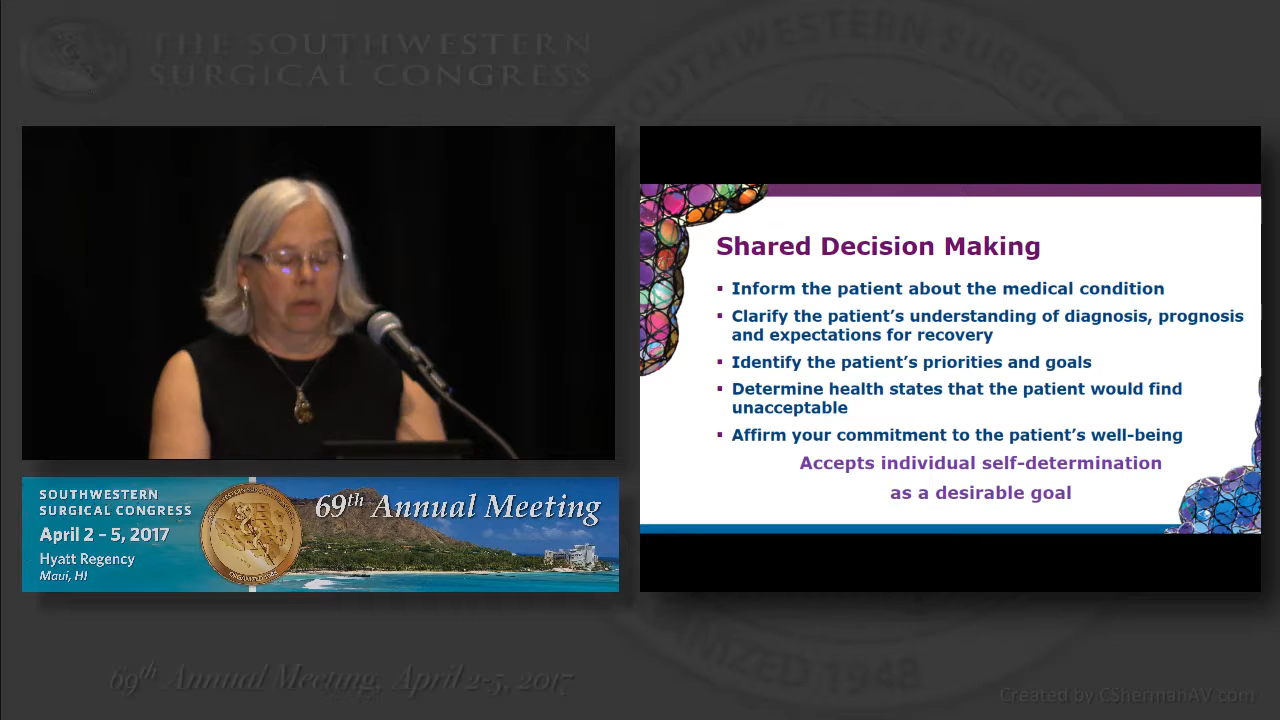 THE SOUTHWESTERN
SURGICAL CONGRESS
SOUTHWESTERN
SURGICAL CONGRESS
April 2 – 5, 2017
Hyatt Regency
Maui, HI
69th Annual Meeting
Shared Decision Making
▪ Inform the patient about the medical condition
▪ Clarify the patient’s understanding of diagnosis, prognosis
and expectations for recovery
▪ Identify the patient’s priorities and goals
▪ Determine health states that the patient would find
unacceptable
▪ Affirm your commitment to the patient’s well-being
Accepts individual self-determination
as a desirable goal
69th Annual Meeting, April 2-5, 2017
Created by CShermanAV.com